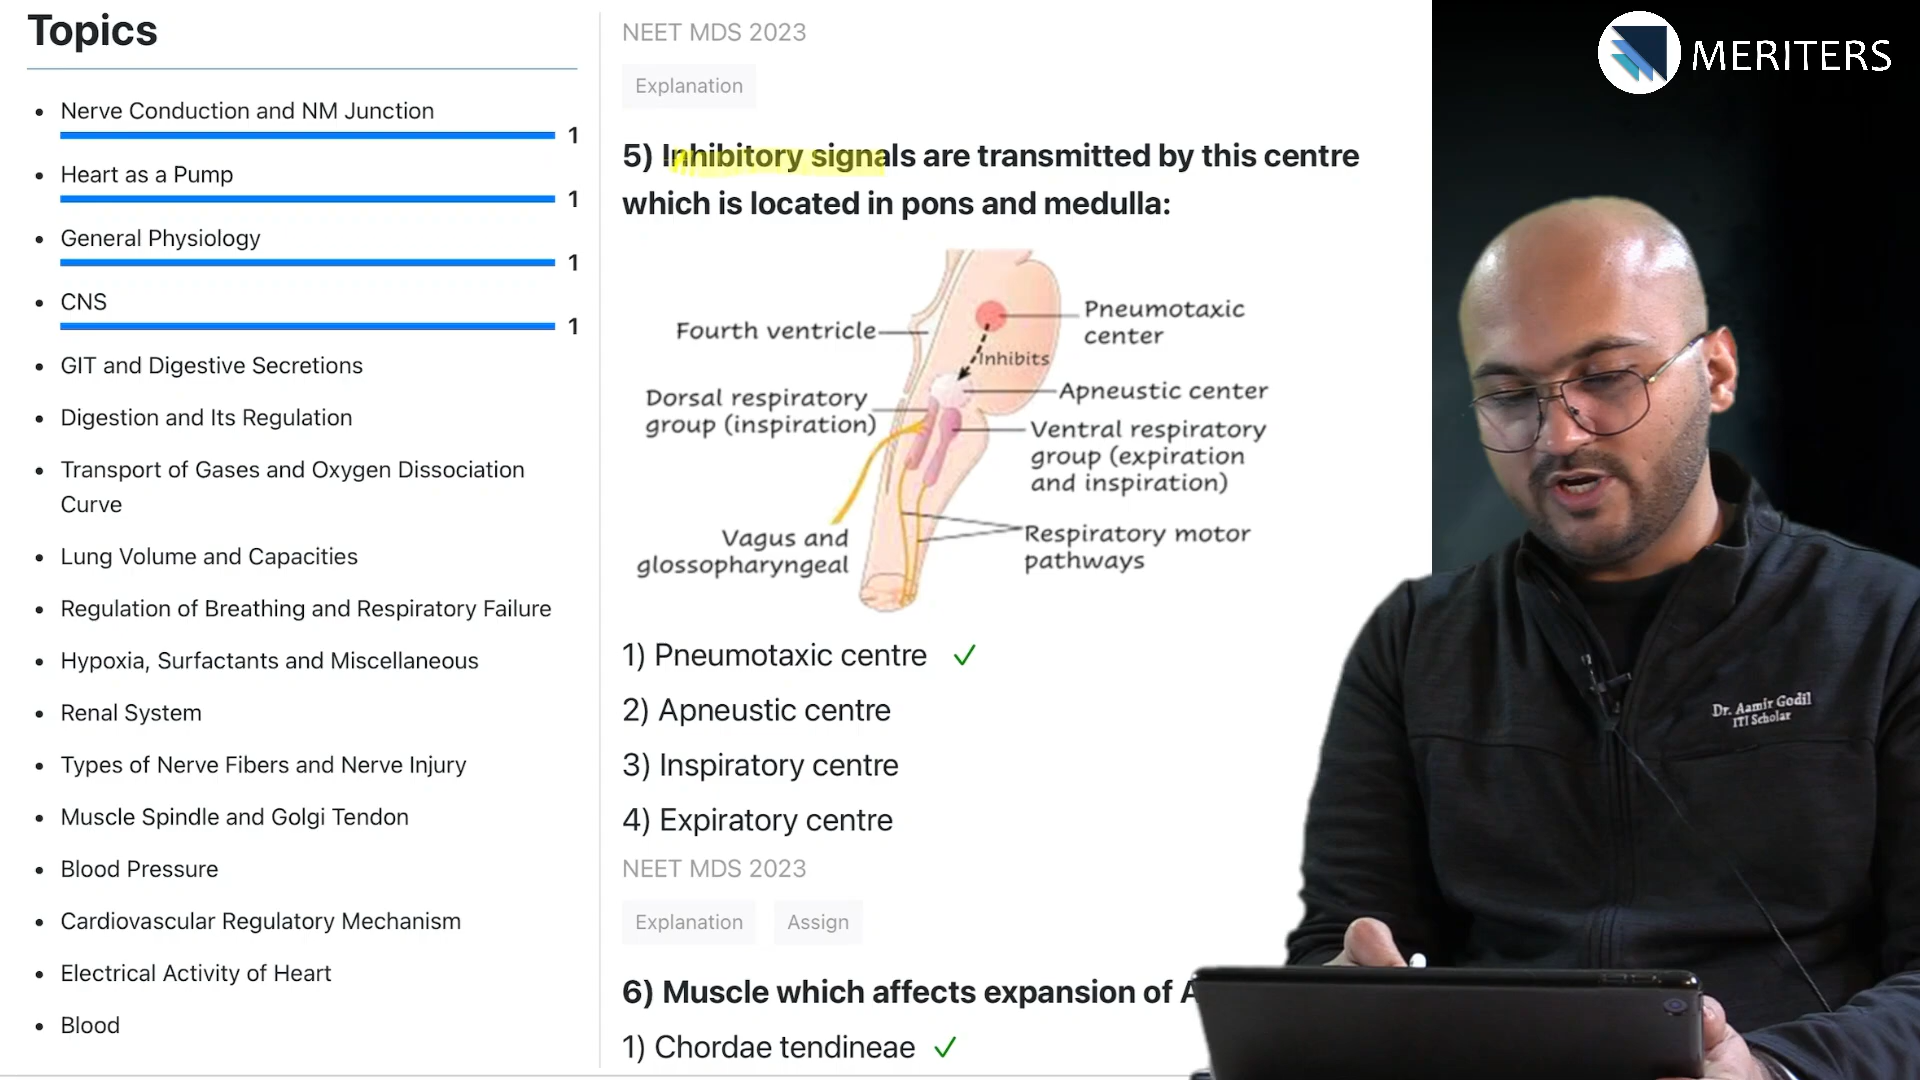 Topics
Nerve Conduction and NM Junction
1
Heart as a Pump
1
General Physiology
1
CNS
1
GIT and Digestive Secretions
Digestion and Its Regulation
Transport of Gases and Oxygen Dissociation
Curve
Lung Volume and Capacities
Regulation of Breathing and Respiratory Failure
Hypoxia, Surfactants and Miscellaneous
Renal System
Types of Nerve Fibers and Nerve Injury
Muscle Spindle and Golgi Tendon
Blood Pressure
Cardiovascular Regulatory Mechanism
Electrical Activity of Heart
Blood
NEET MDS 2023
Explanation
5) Inhibitory signals are transmitted by this centre
which is located in pons and medulla:
Fourth ventricle
Pneumotaxic
center
Inhibits
Dorsal respiratory
group (inspiration)
Apneustic center
Ventral respiratory
group (expiration
and inspiration)
Vagus and
glossopharyngeal
Respiratory motor
pathways
1) Pneumotaxic centre ✓
2) Apneustic centre
3) Inspiratory centre
4) Expiratory centre
NEET MDS 2023
Explanation Assign
6) Muscle which affects expansion of
1) Chordae tendineae ✓
MERITERS
Dr. Aamir Godil
ITI Scholar